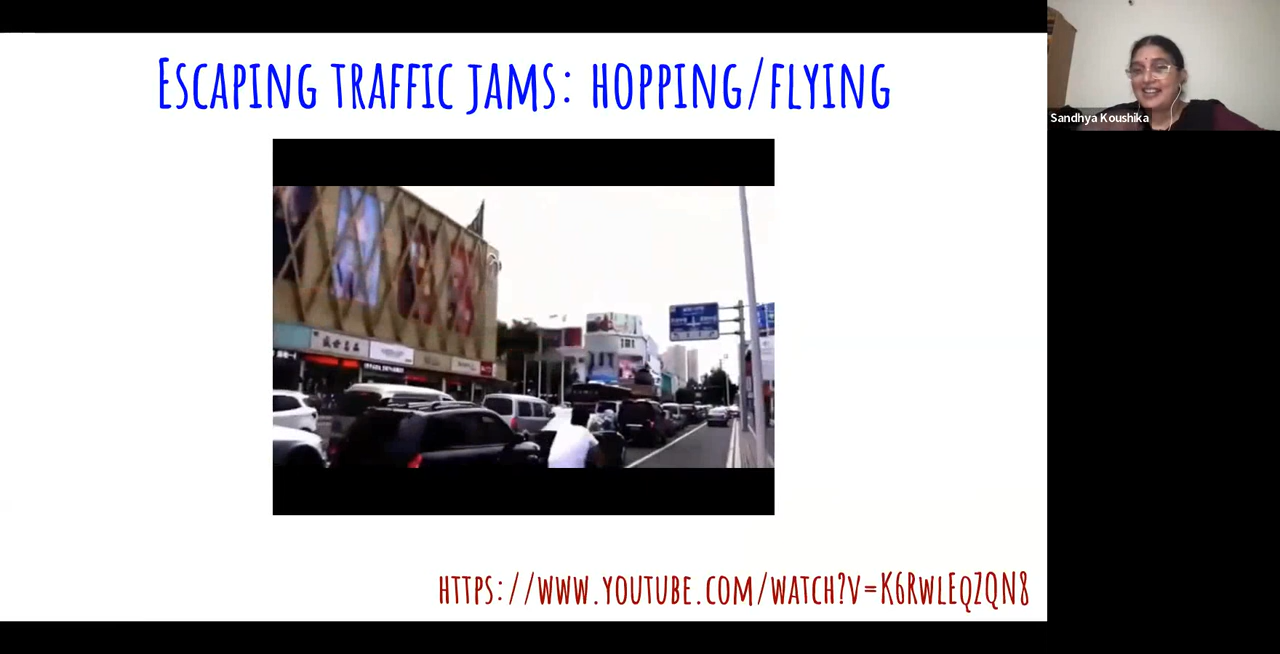 Escaping traffic jams: hopping/flying
Sandhya Koushika
https://www.youtube.com/watch?v=K6RwLEqZQN8